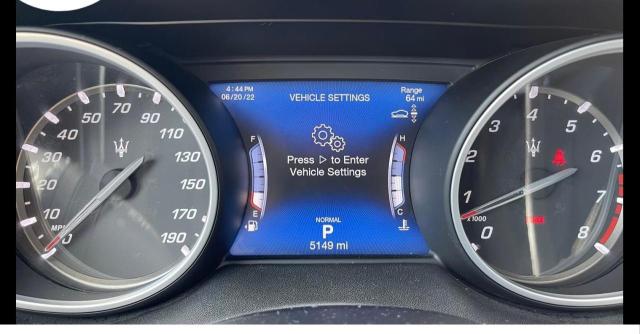 4:44 PM
06/20/22
VEHICLE SETTINGS
Range
64 mi
Press ▷ to Enter
Vehicle Settings
F
E
H
C
NORMAL
P
5149 mi
0
10
20
30
40
50
70
90
110
130
150
170
190
MPH
0
1
2
3
4
5
6
7
8
x 1000